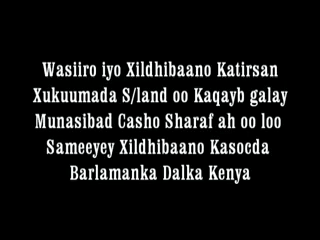 Wasiiro iyo Xildhibaano Katirsan
Xukuumada S/land oo Kaqayb galay
Munasibad Casho Sharaf ah oo loo
Sameeyey Xildhibaano Kasocda
Barlamanka Dalka Kenya